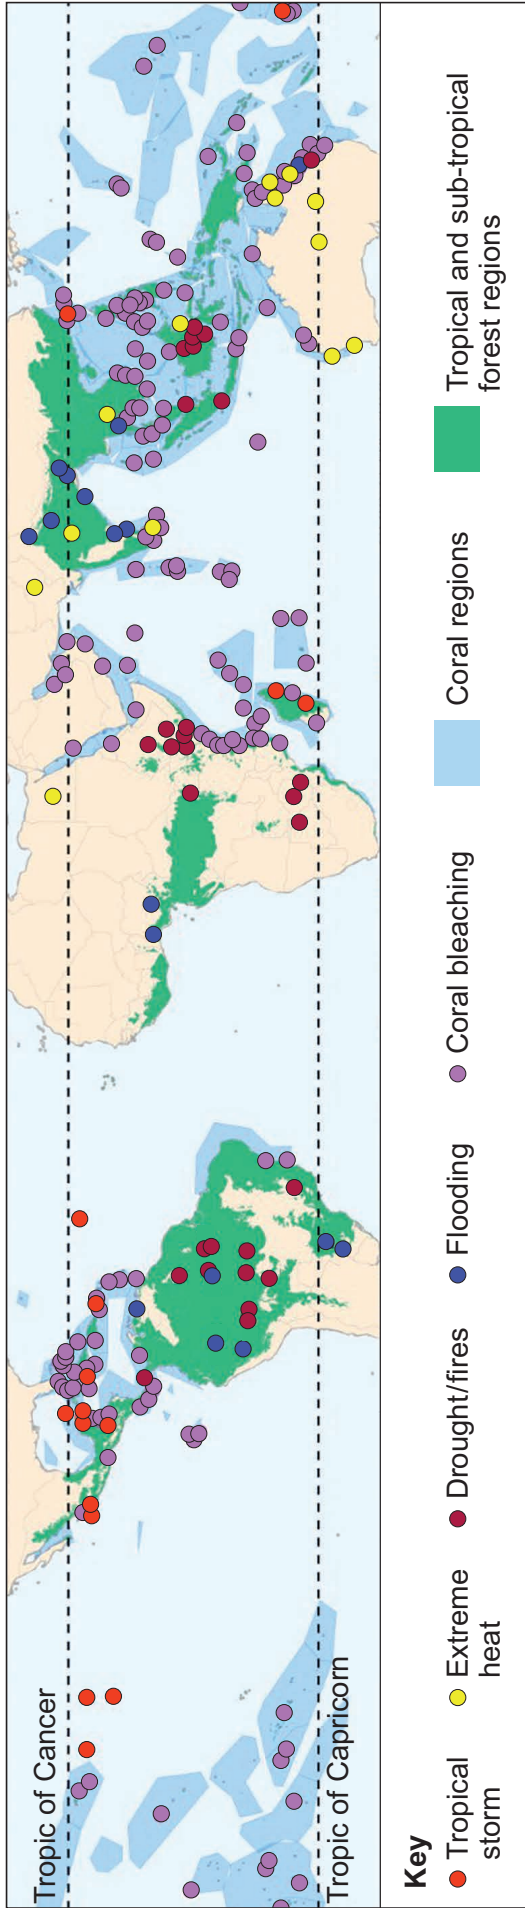 Tropic of Cancer
Tropic of Capricorn
Key
Tropical
storm
Extreme
heat
Drought/fires
Flooding
Coral bleaching
Coral regions
Tropical and sub-tropical
forest regions